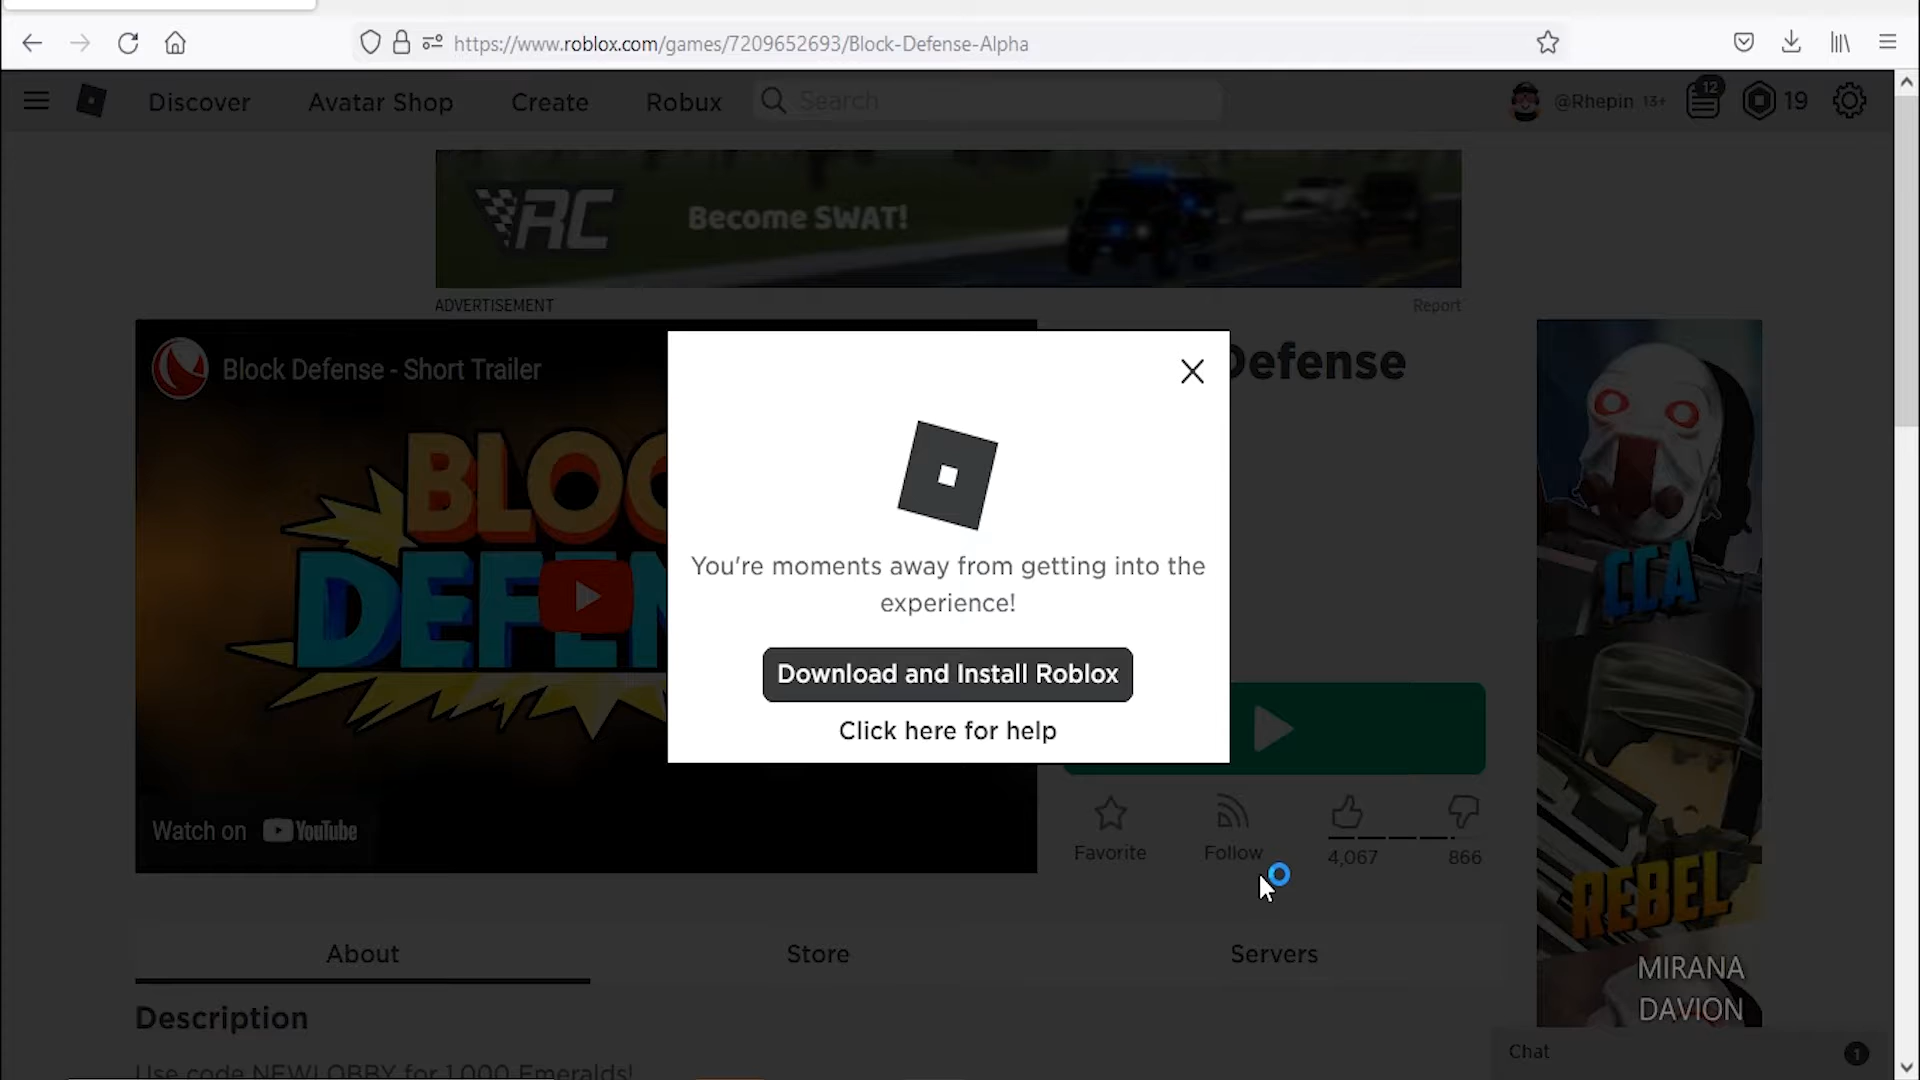 https://www.roblox.com/games/7209652693/Block-Defense-Alpha
Discover
Avatar Shop
Create
Robux
Search
@Rhepin 13+
12
19
RC
Become SWAT!
ADVERTISEMENT
Report
Block Defense - Short Trailer
Defense
You're moments away from getting into the
experience!
Download and Install Roblox
Click here for help
Watch on YouTube
Favorite
Follow
4,067
866
CCA
REBEL
MIRANA
DAVION
About
Store
Servers
Description
Use code NEWLOBBY for 1,000 Emeralds!
Chat
1